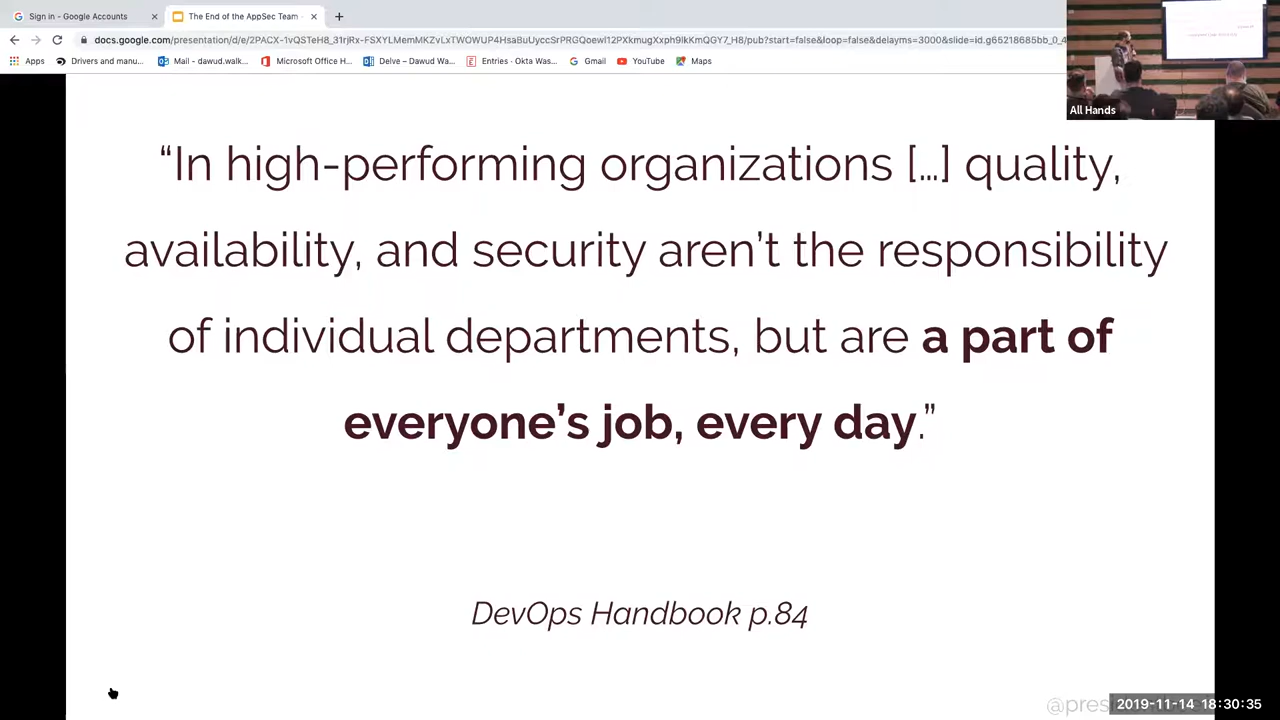 Sign in - Google Accounts
The End of the AppSec Team -
Apps
Drivers and manu...
Mail - dawud.walk...
Microsoft Office H...
Delve – Dawud Wa...
Entries · Okta Was...
Gmail
YouTube
Maps
All Hands
“In high-performing organizations [...] quality,
availability, and security aren’t the responsibility
of individual departments, but are a part of
everyone’s job, every day.”
DevOps Handbook p.84
2019-11-14 18:30:35